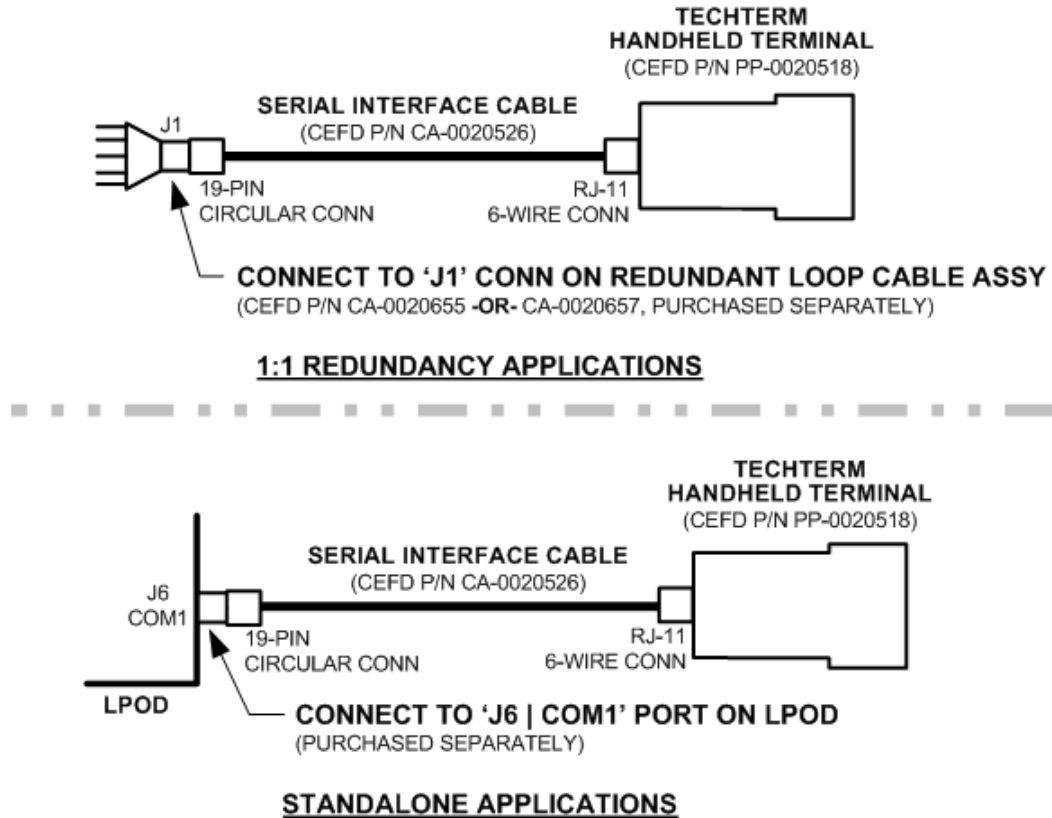 TECHTERM
HANDHELD TERMINAL
(CEFD P/N PP-0020518)
SERIAL INTERFACE CABLE
(CEFD P/N CA-0020526)
J1
19-PIN
CIRCULAR CONN
RJ-11
6-WIRE CONN
CONNECT TO ‘J1’ CONN ON REDUNDANT LOOP CABLE ASSY
(CEFD P/N CA-0020655 -OR- CA-0020657, PURCHASED SEPARATELY)
1:1 REDUNDANCY APPLICATIONS
TECHTERM
HANDHELD TERMINAL
(CEFD P/N PP-0020518)
SERIAL INTERFACE CABLE
(CEFD P/N CA-0020526)
J6
COM1
19-PIN
CIRCULAR CONN
RJ-11
6-WIRE CONN
LPOD
CONNECT TO ‘J6 | COM1’ PORT ON LPOD
(PURCHASED SEPARATELY)
STANDALONE APPLICATIONS